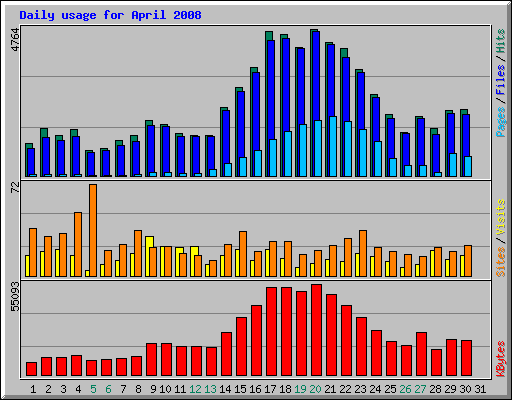 Daily usage for April 2008
4764
Pages / Files / Hits
72
Sites / Visits
55093
KBytes
1 2 3 4 5 6 7 8 9 10 11 12 13 14 15 16 17 18 19 20 21 22 23 24 25 26 27 28 29 30 31